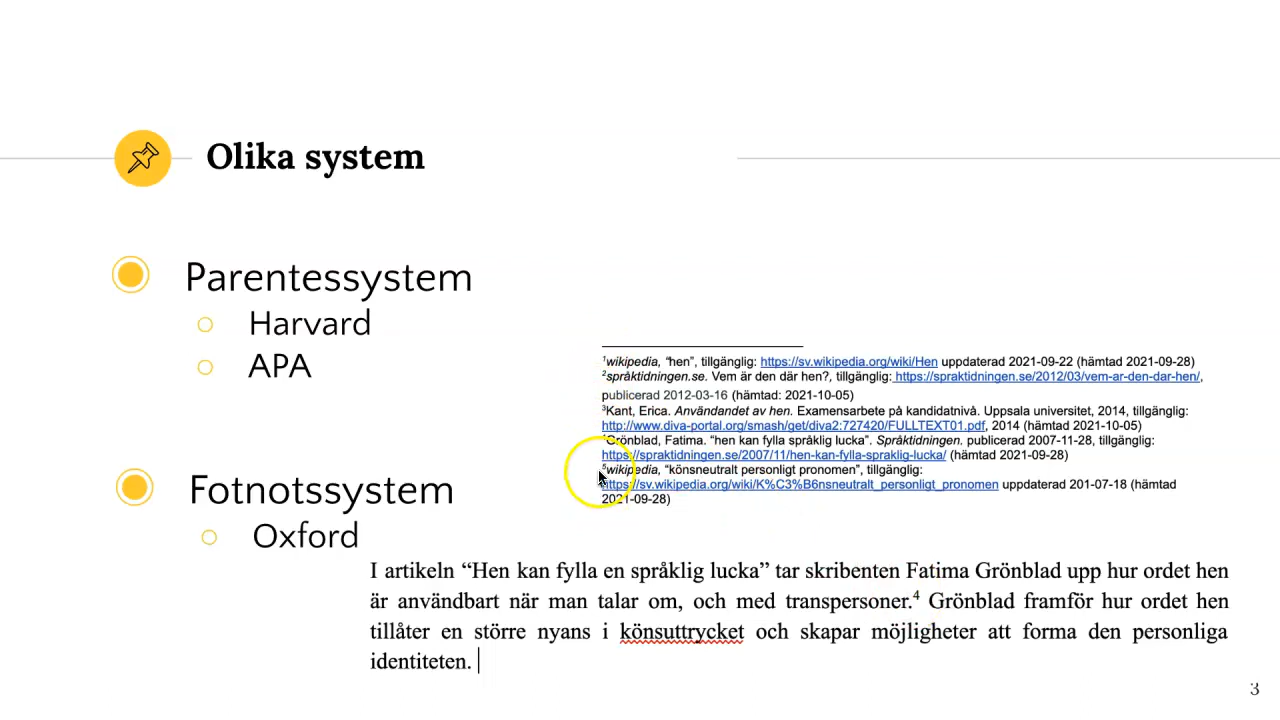 Olika system
Parentessystem
Harvard
APA
¹wikipedia, “hen”, tillgänglig: https://sv.wikipedia.org/wiki/Hen uppdaterad 2021-09-22 (hämtad 2021-09-28)
²språktidningen.se. Vem är den där hen?, tillgänglig: https://spraktidningen.se/2012/03/vem-ar-den-dar-hen/,
publicerad 2012-03-16 (hämtad: 2021-10-05)
³Kant, Erica. Användandet av hen. Examensarbete på kandidatnivå. Uppsala universitet, 2014, tillgänglig:
http://www.diva-portal.org/smash/get/diva2:727420/FULLTEXT01.pdf, 2014 (hämtad 2021-10-05)
⁴Grönblad, Fatima. “hen kan fylla språklig lucka”. Språktidningen. publicerad 2007-11-28, tillgänglig:
https://spraktidningen.se/2007/11/hen-kan-fylla-spraklig-lucka/ (hämtad 2021-09-28)
⁵wikipedia, “könsneutralt personligt pronomen”, tillgänglig:
https://sv.wikipedia.org/wiki/K%C3%B6nsneutralt_personligt_pronomen uppdaterad 201-07-18 (hämtad
2021-09-28)
Fotnotssystem
Oxford
I artikeln “Hen kan fylla en språklig lucka” tar skribenten Fatima Grönblad upp hur ordet hen
är användbart när man talar om, och med transpersoner.⁴ Grönblad framför hur ordet hen
tillåter en större nyans i könsuttrycket och skapar möjligheter att forma den personliga
identiteten.
3